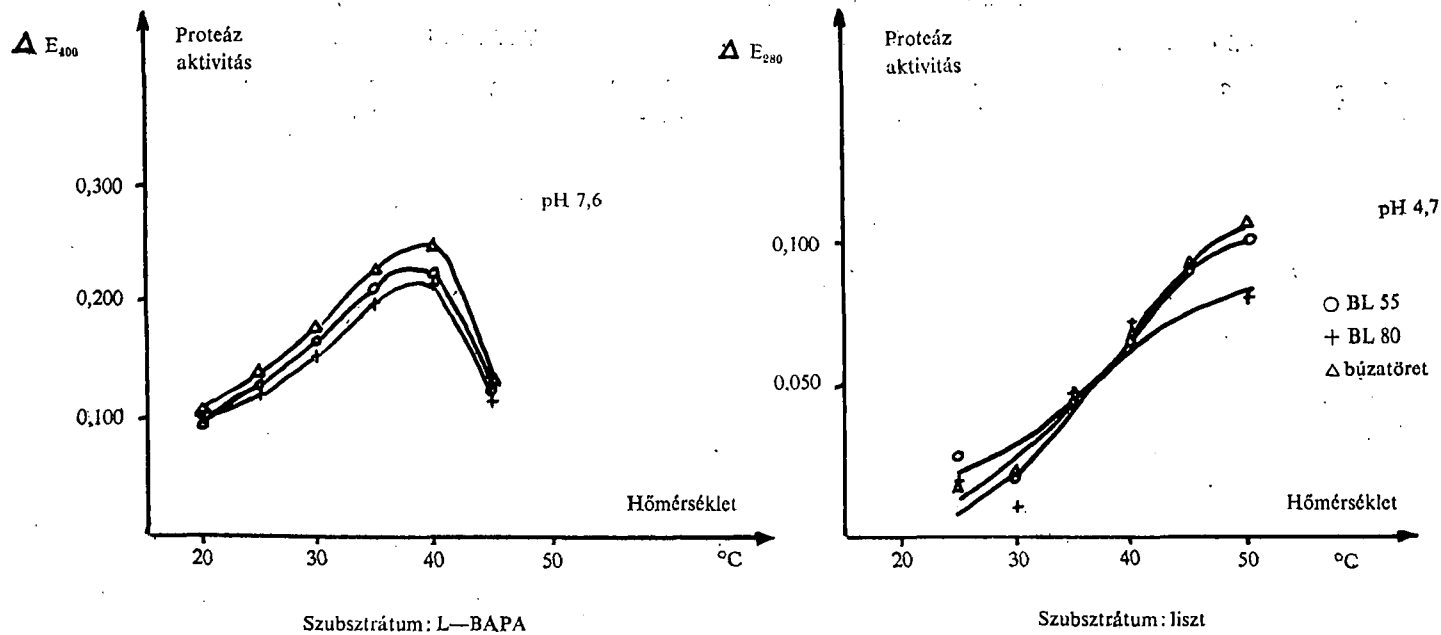 Δ E₄₀₀
Proteáz
aktivitás
0,300
0,200
0,100
pH 7,6
Hőmérséklet
20 30 40 50 °C
Szubsztrátum: L—BAPA
Δ E₂₈₀
Proteáz
aktivitás
0,100
0.050
pH 4,7
O BL 55
+ BL 80
Δ búzatöret
Hőmérséklet
20 30 40 50 °C
Szubsztrátum: liszt